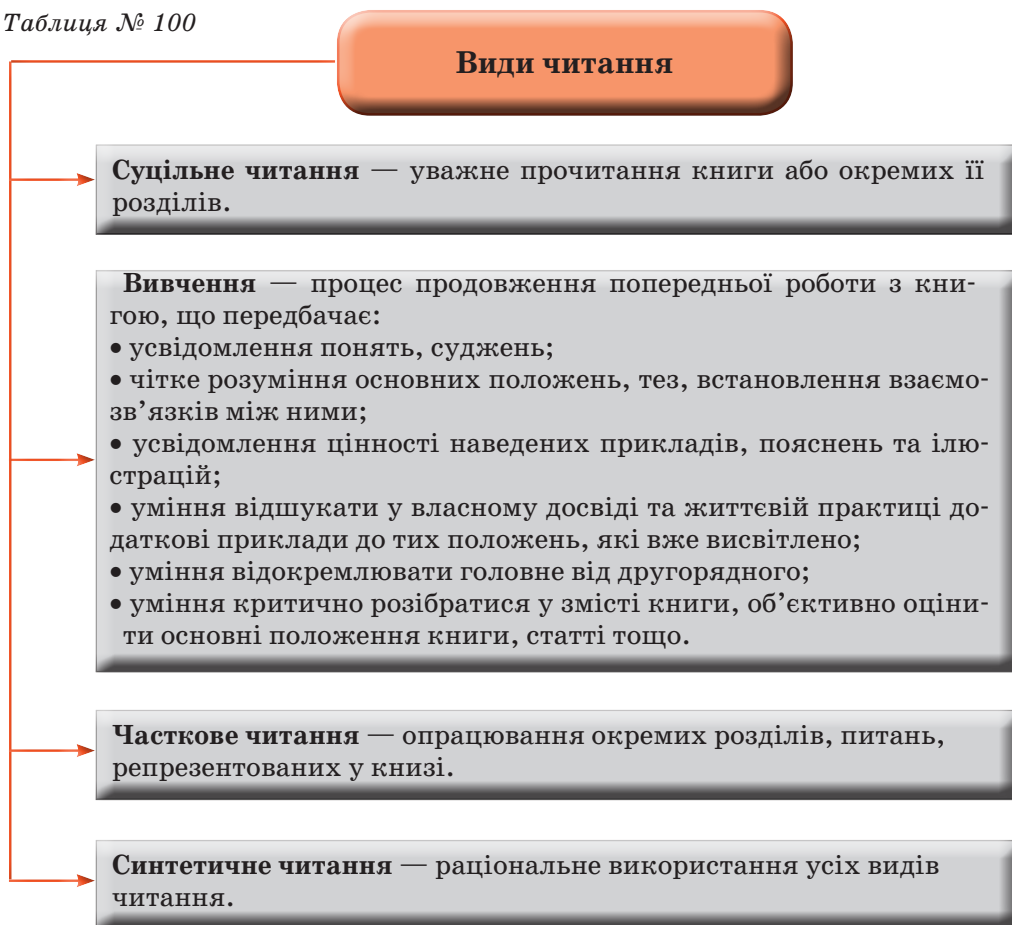 Таблиця № 100
Види читання
Суцільне читання — уважне прочитання книги або окремих її
розділів.
Вивчення — процес продовження попередньої роботи з кни-
гою, що передбачає:
• усвідомлення понять, суджень;
• чітке розуміння основних положень, тез, встановлення взаємо-
зв’язків між ними;
• усвідомлення цінності наведених прикладів, пояснень та ілю-
страцій;
• уміння відшукати у власному досвіді та життєвій практиці до-
даткові приклади до тих положень, які вже висвітлено;
• уміння відокремлювати головне від другорядного;
• уміння критично розібратися у змісті книги, об’єктивно оціни-
ти основні положення книги, статті тощо.
Часткове читання — опрацювання окремих розділів, питань,
репрезентованих у книзі.
Синтетичне читання — раціональне використання усіх видів
читання.